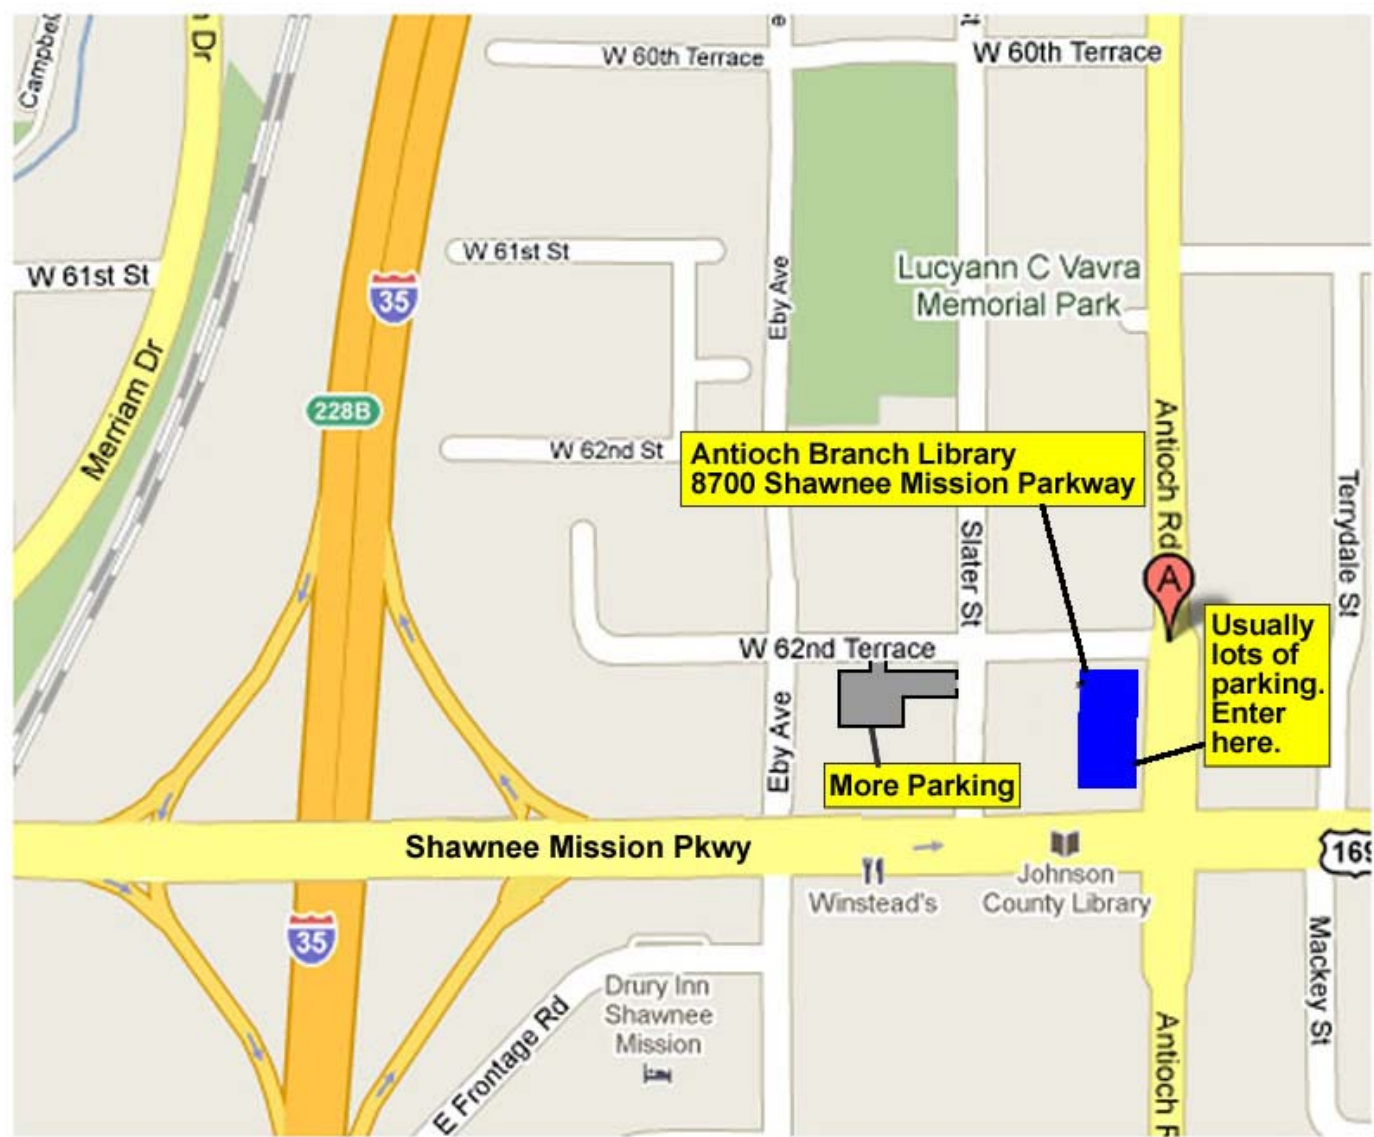 Campbel
n Dr
e
st
W 60th Terrace
W 60th Terrace
W 61st St
W 61st St
35
Eby Ave
Lucyann C Vavra
Memorial Park
Merriam Dr
228B
Antioch Rd
W 62nd St
Antioch Branch Library
8700 Shawnee Mission Parkway
Terrydale St
Slater St
A
Usually
lots of
parking.
Enter
here.
W 62nd Terrace
Eby Ave
More Parking
Shawnee Mission Pkwy
169
Winstead's
Johnson
County Library
35
Mackey St
Drury Inn
Shawnee
Mission
E Frontage Rd
Antioch R